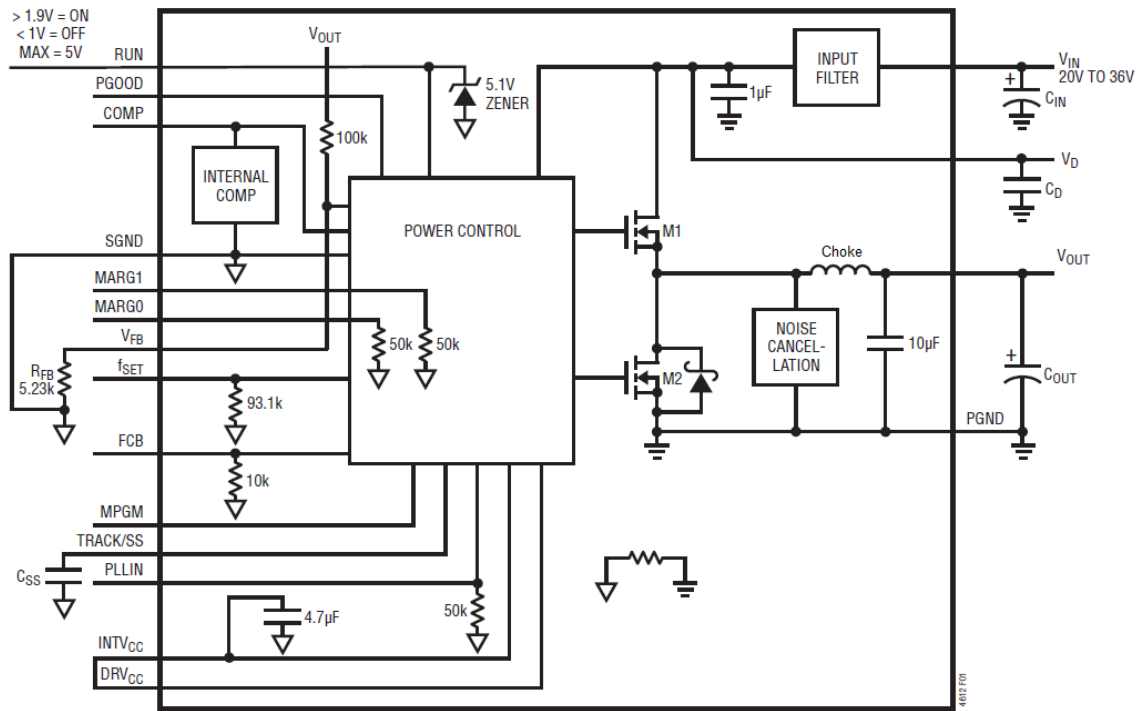 > 1.9V = ON
< 1V = OFF
MAX = 5V
RUN
PGOOD
COMP
INTERNAL
COMP
SGND
MARG1
MARG0
VFB
RFB
5.23k
fSET
93.1k
FCB
10k
MPGM
TRACK/SS
CSS
PLLIN
4.7µF
50k
INTVCC
DRVCC
VOUT
100k
5.1V
ZENER
POWER CONTROL
50k
50k
1µF
INPUT
FILTER
VIN
20V TO 36V
CIN
VD
CD
M1
Choke
VOUT
NOISE
CANCEL-
LATION
10µF
M2
COUT
PGND
4612 F01